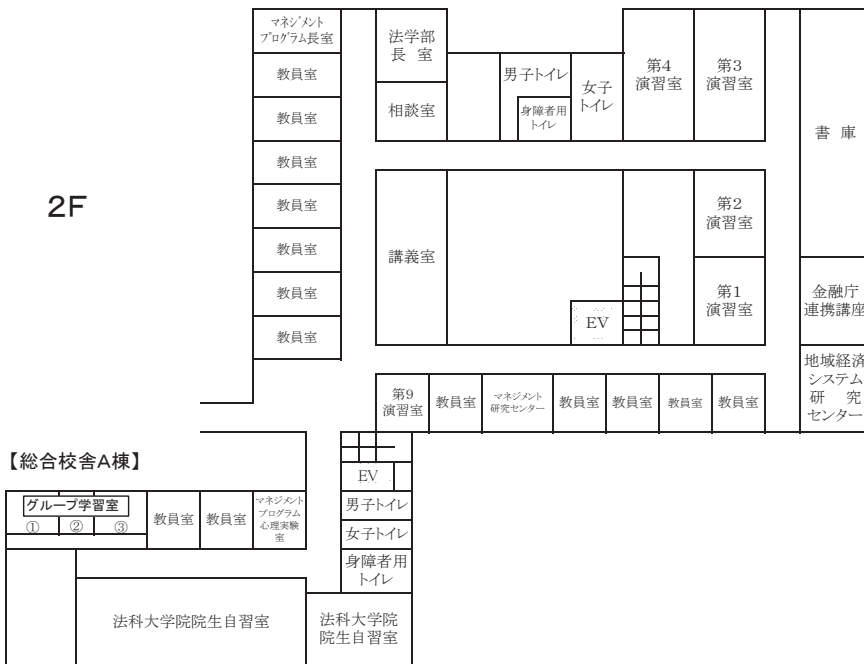 マネジメント
プログラム長室
教員室
教員室
教員室
教員室
教員室
教員室
教員室
法学部
長 室
相談室
男子トイレ
身障者用
トイレ
女子
トイレ
第4
演習室
第3
演習室
書 庫
2F
講義室
EV
第2
演習室
第1
演習室
金融庁
連携講座
地域経済
システム
研 究
センター
第9
演習室
教員室
マネジメント
研究センター
教員室
教員室
教員室
教員室
【総合校舎A棟】
グループ学習室
① ② ③
教員室
教員室
マネジメント
プログラム
心理実験
室
EV
男子トイレ
女子トイレ
身障者用
トイレ
法科大学院院生自習室
法科大学院
院生自習室